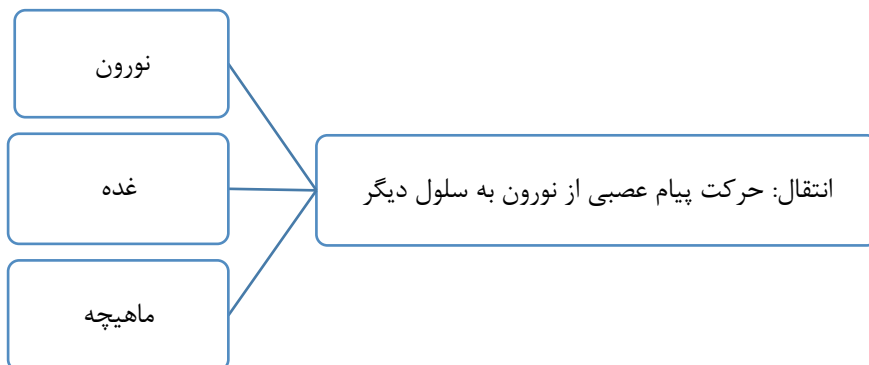 انتقال: حرکت پیام عصبی از نورون به سلول دیگر
نورون
غده
ماهیچه